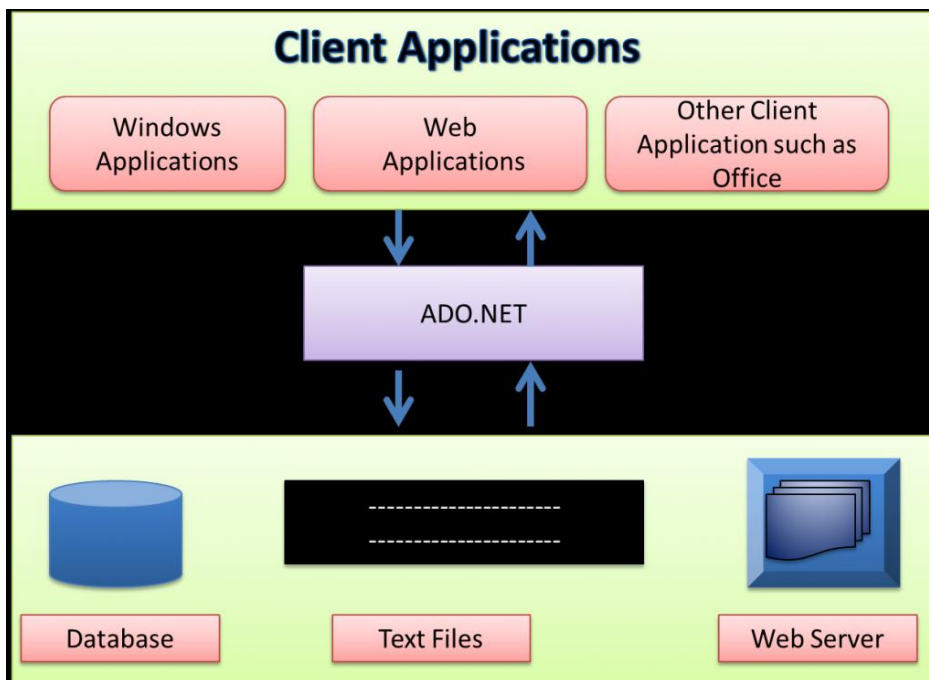 Client Applications
Windows
Applications
Web
Applications
Other Client
Application such as
Office
ADO.NET
----------------------
----------------------
Database
Text Files
Web Server